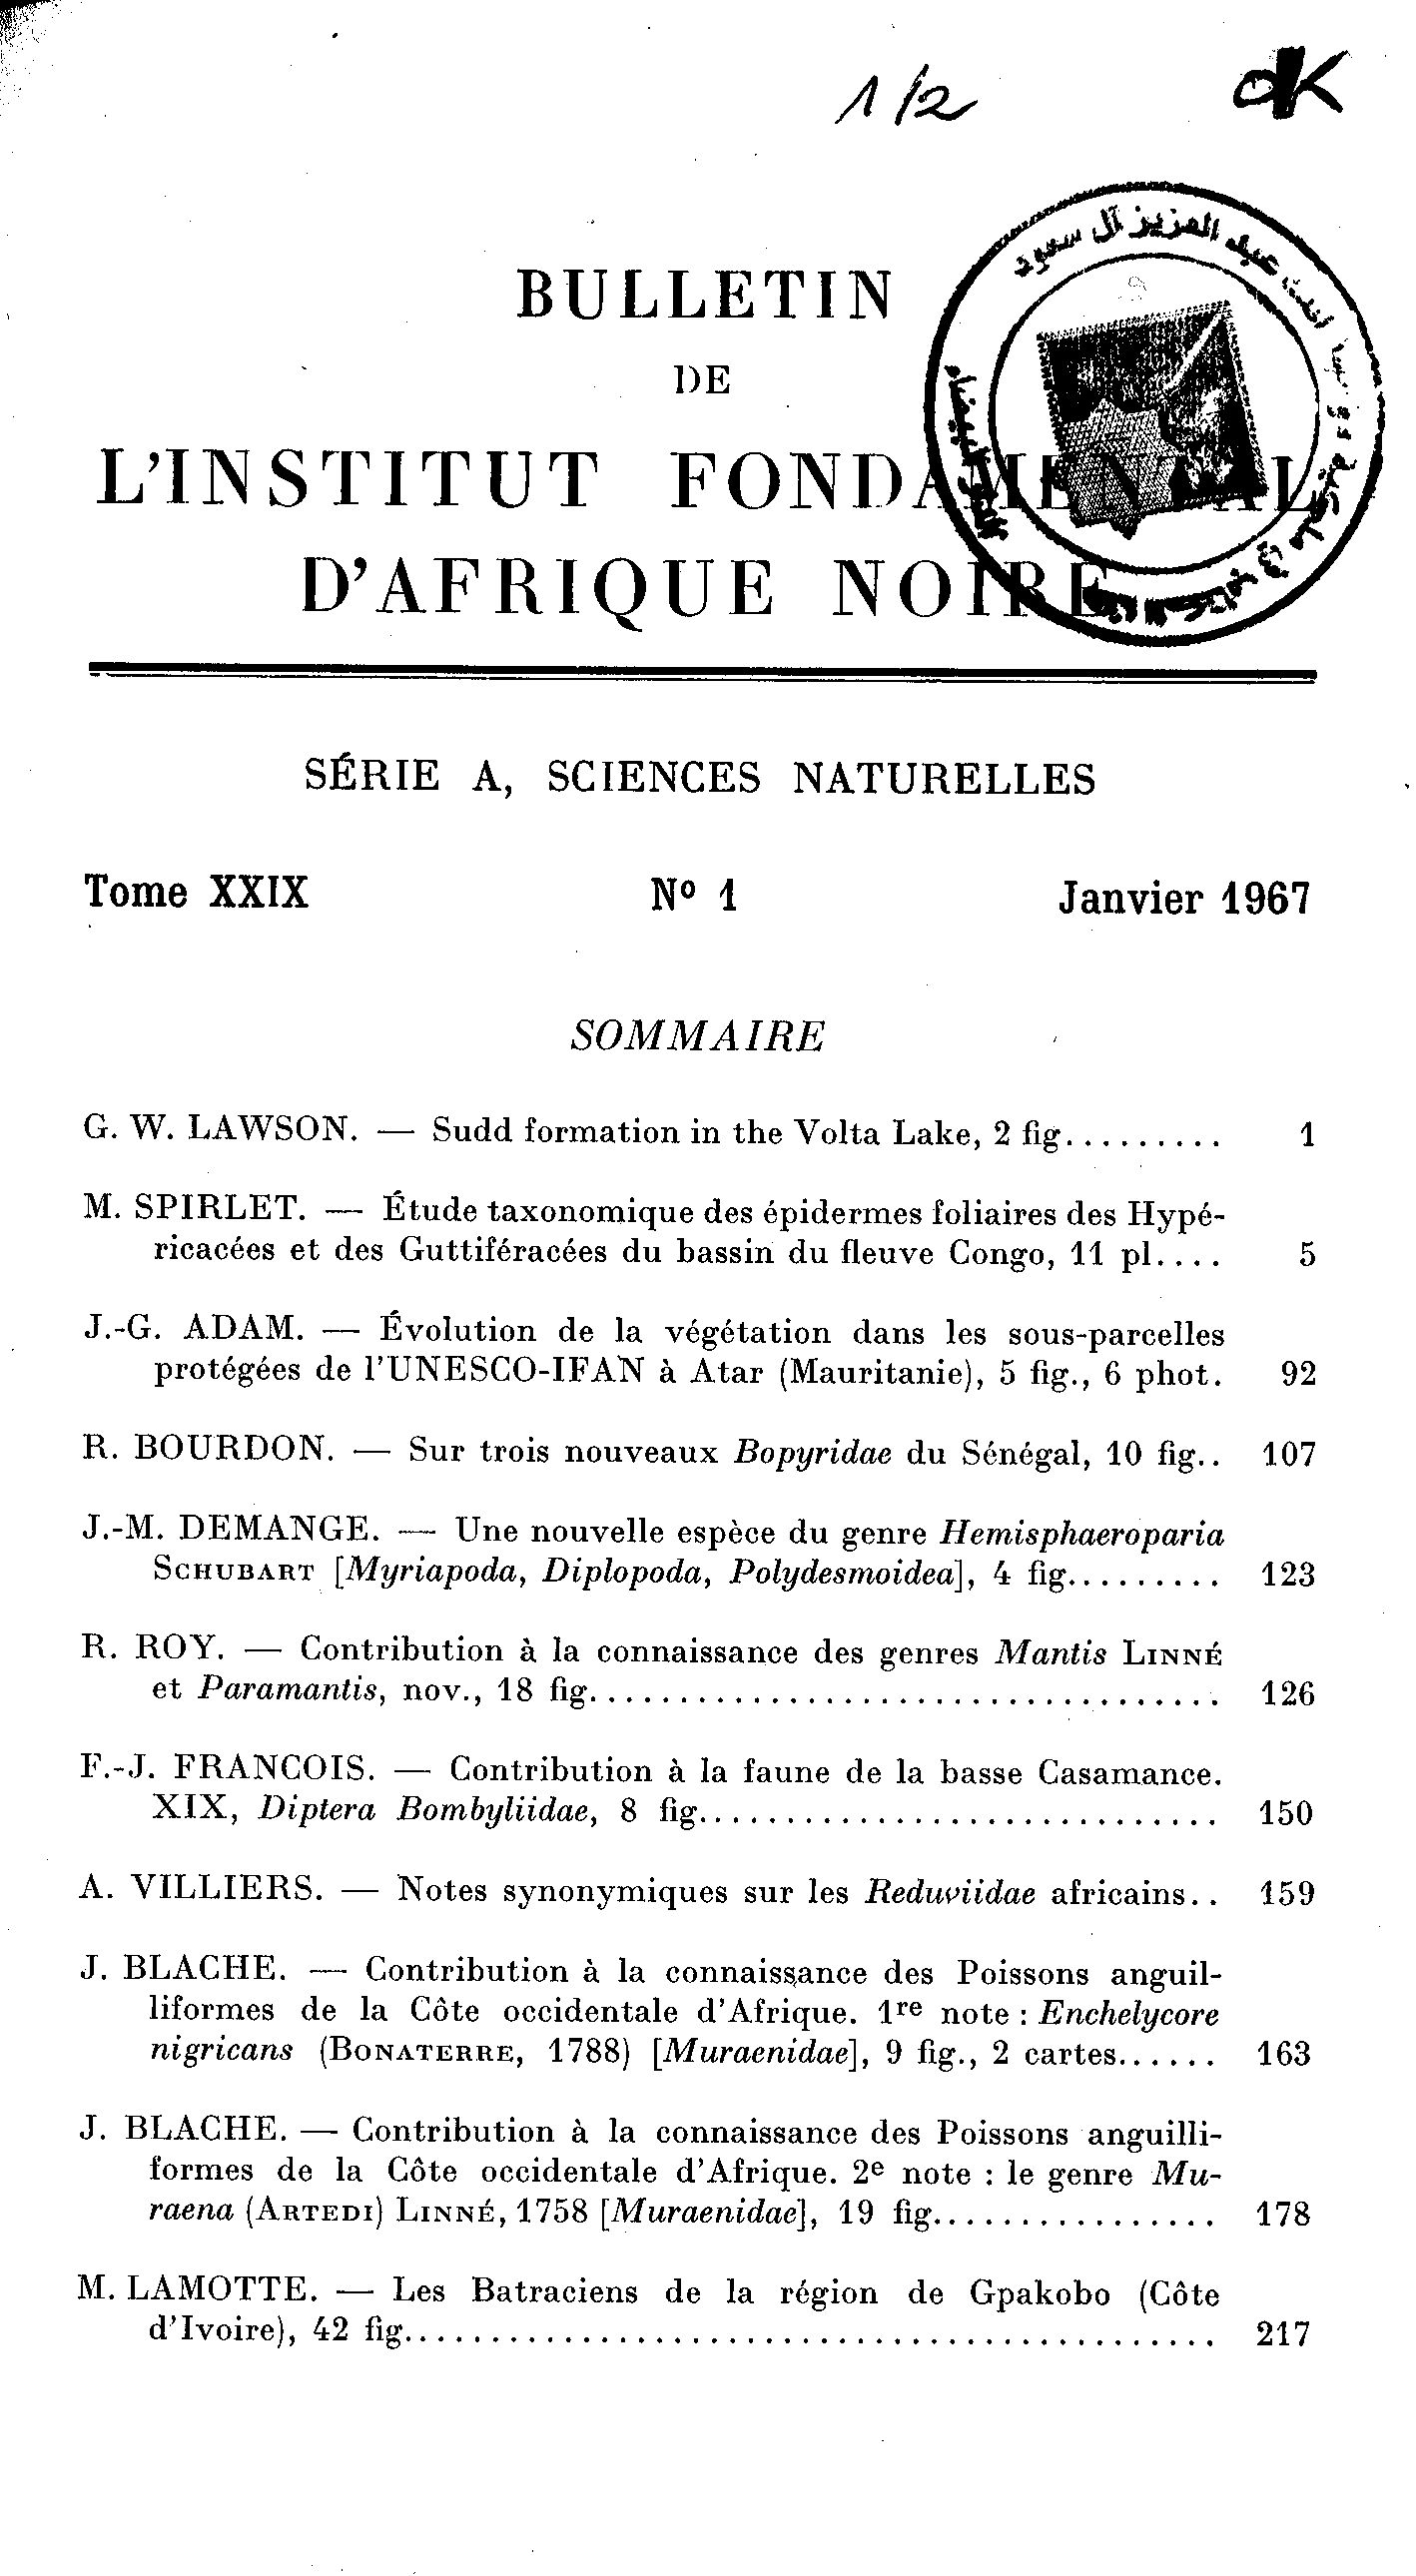 1/2
OK
BULLETIN
DE
L'INSTITUT FONDAMENTAL
D'AFRIQUE NOIRE
عبد العزيز آل سعود
SÉRIE A, SCIENCES NATURELLES
Tome XXIX Nº 1 Janvier 1967
SOMMAIRE
G. W. LAWSON. — Sudd formation in the Volta Lake, 2 fig......... 1
M. SPIRLET. — Étude taxonomique des épidermes foliaires des Hypé-
ricacées et des Guttiféracées du bassin du fleuve Congo, 11 pl.... 5
J.-G. ADAM. — Évolution de la végétation dans les sous-parcelles
protégées de l'UNESCO-IFAN à Atar (Mauritanie), 5 fig., 6 phot. 92
R. BOURDON. — Sur trois nouveaux Bopyridae du Sénégal, 10 fig.. 107
J.-M. DEMANGE. — Une nouvelle espèce du genre Hemisphaeroparia
SCHUBART [Myriapoda, Diplopoda, Polydesmoidea], 4 fig......... 123
R. ROY. — Contribution à la connaissance des genres Mantis LINNÉ
et Paramantis, nov., 18 fig.................................... 126
F.-J. FRANCOIS. — Contribution à la faune de la basse Casamance.
XIX, Diptera Bombyliidae, 8 fig.............................. 150
A. VILLIERS. — Notes synonymiques sur les Reduviidae africains.. 159
J. BLACHE. — Contribution à la connaissance des Poissons anguil-
liformes de la Côte occidentale d'Afrique. 1re note : Enchelycore
nigricans (BONATERRE, 1788) [Muraenidae], 9 fig., 2 cartes...... 163
J. BLACHE. — Contribution à la connaissance des Poissons anguilli-
formes de la Côte occidentale d'Afrique. 2e note : le genre Mu-
raena (ARTEDI) LINNÉ, 1758 [Muraenidae], 19 fig................ 178
M. LAMOTTE. — Les Batraciens de la région de Gpakobo (Côte
d'Ivoire), 42 fig.............................................. 217